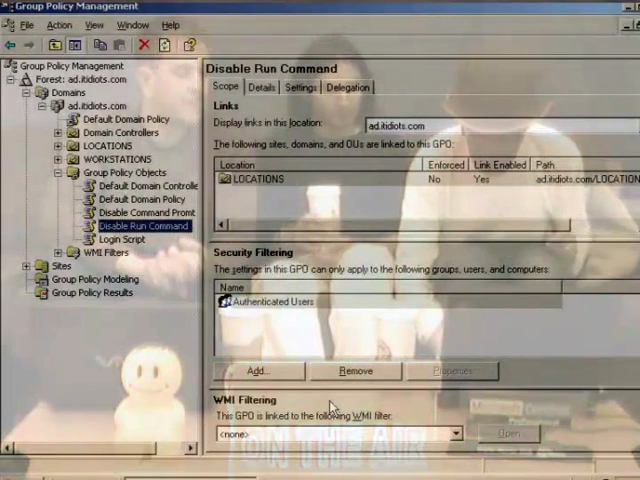 Group Policy Management
File Action View Window Help
Group Policy Management
Forest: ad.itidiots.com
Domains
ad.itidiots.com
Default Domain Policy
Domain Controllers
LOCATIONS
WORKSTATIONS
Group Policy Objects
Default Domain Controlle
Default Domain Policy
Disable Command Promt
Disable Run Command
Login Script
WMI Filters
Sites
Group Policy Modeling
Group Policy Results
Disable Run Command
Scope Details Settings Delegation
Links
Display links in this location: ad.itidiots.com
The following sites, domains, and OUs are linked to this GPO:
Location Enforced Link Enabled Path
LOCATIONS No Yes ad.itidiots.com/LOCATION
Security Filtering
The settings in this GPO can only apply to the following groups, users, and computers:
Name
Authenticated Users
Add... Remove Properties
WMI Filtering
This GPO is linked to the following WMI filter:
<none> Open
ON THE AIR